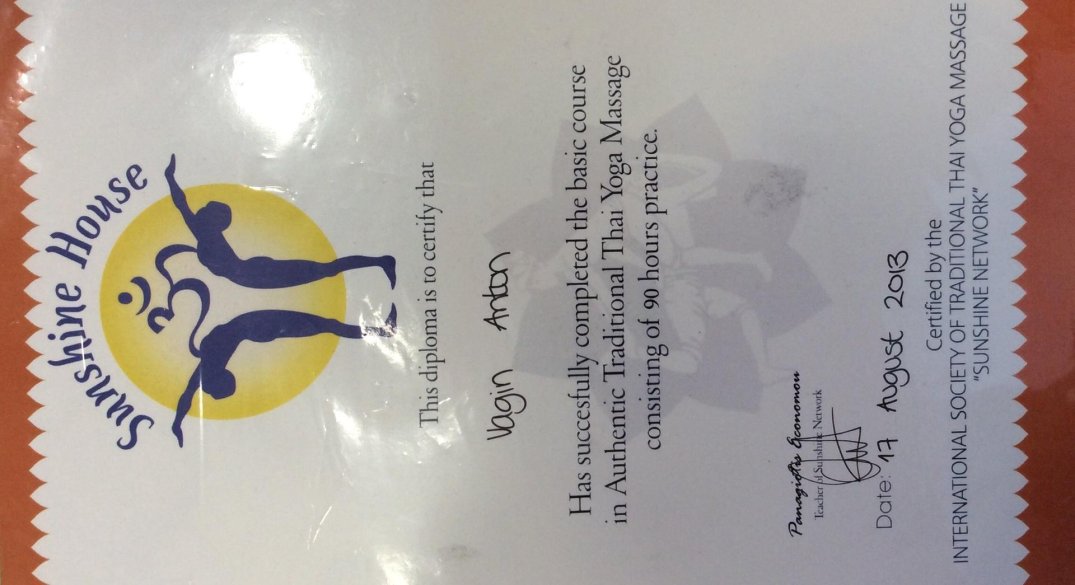 Sunshine House
ॐ
This diploma is to certify that
Vagin Anton
Has succesfully completed the basic course
in Authentic Traditional Thai Yoga Massage
consisting of 90 hours practice.
Panagiotis Economou
Teacher of Sunshine Network
Date: 17 August 2013
Certified by the
INTERNATIONAL SOCIETY OF TRADITIONAL THAI YOGA MASSAGE
"SUNSHINE NETWORK"